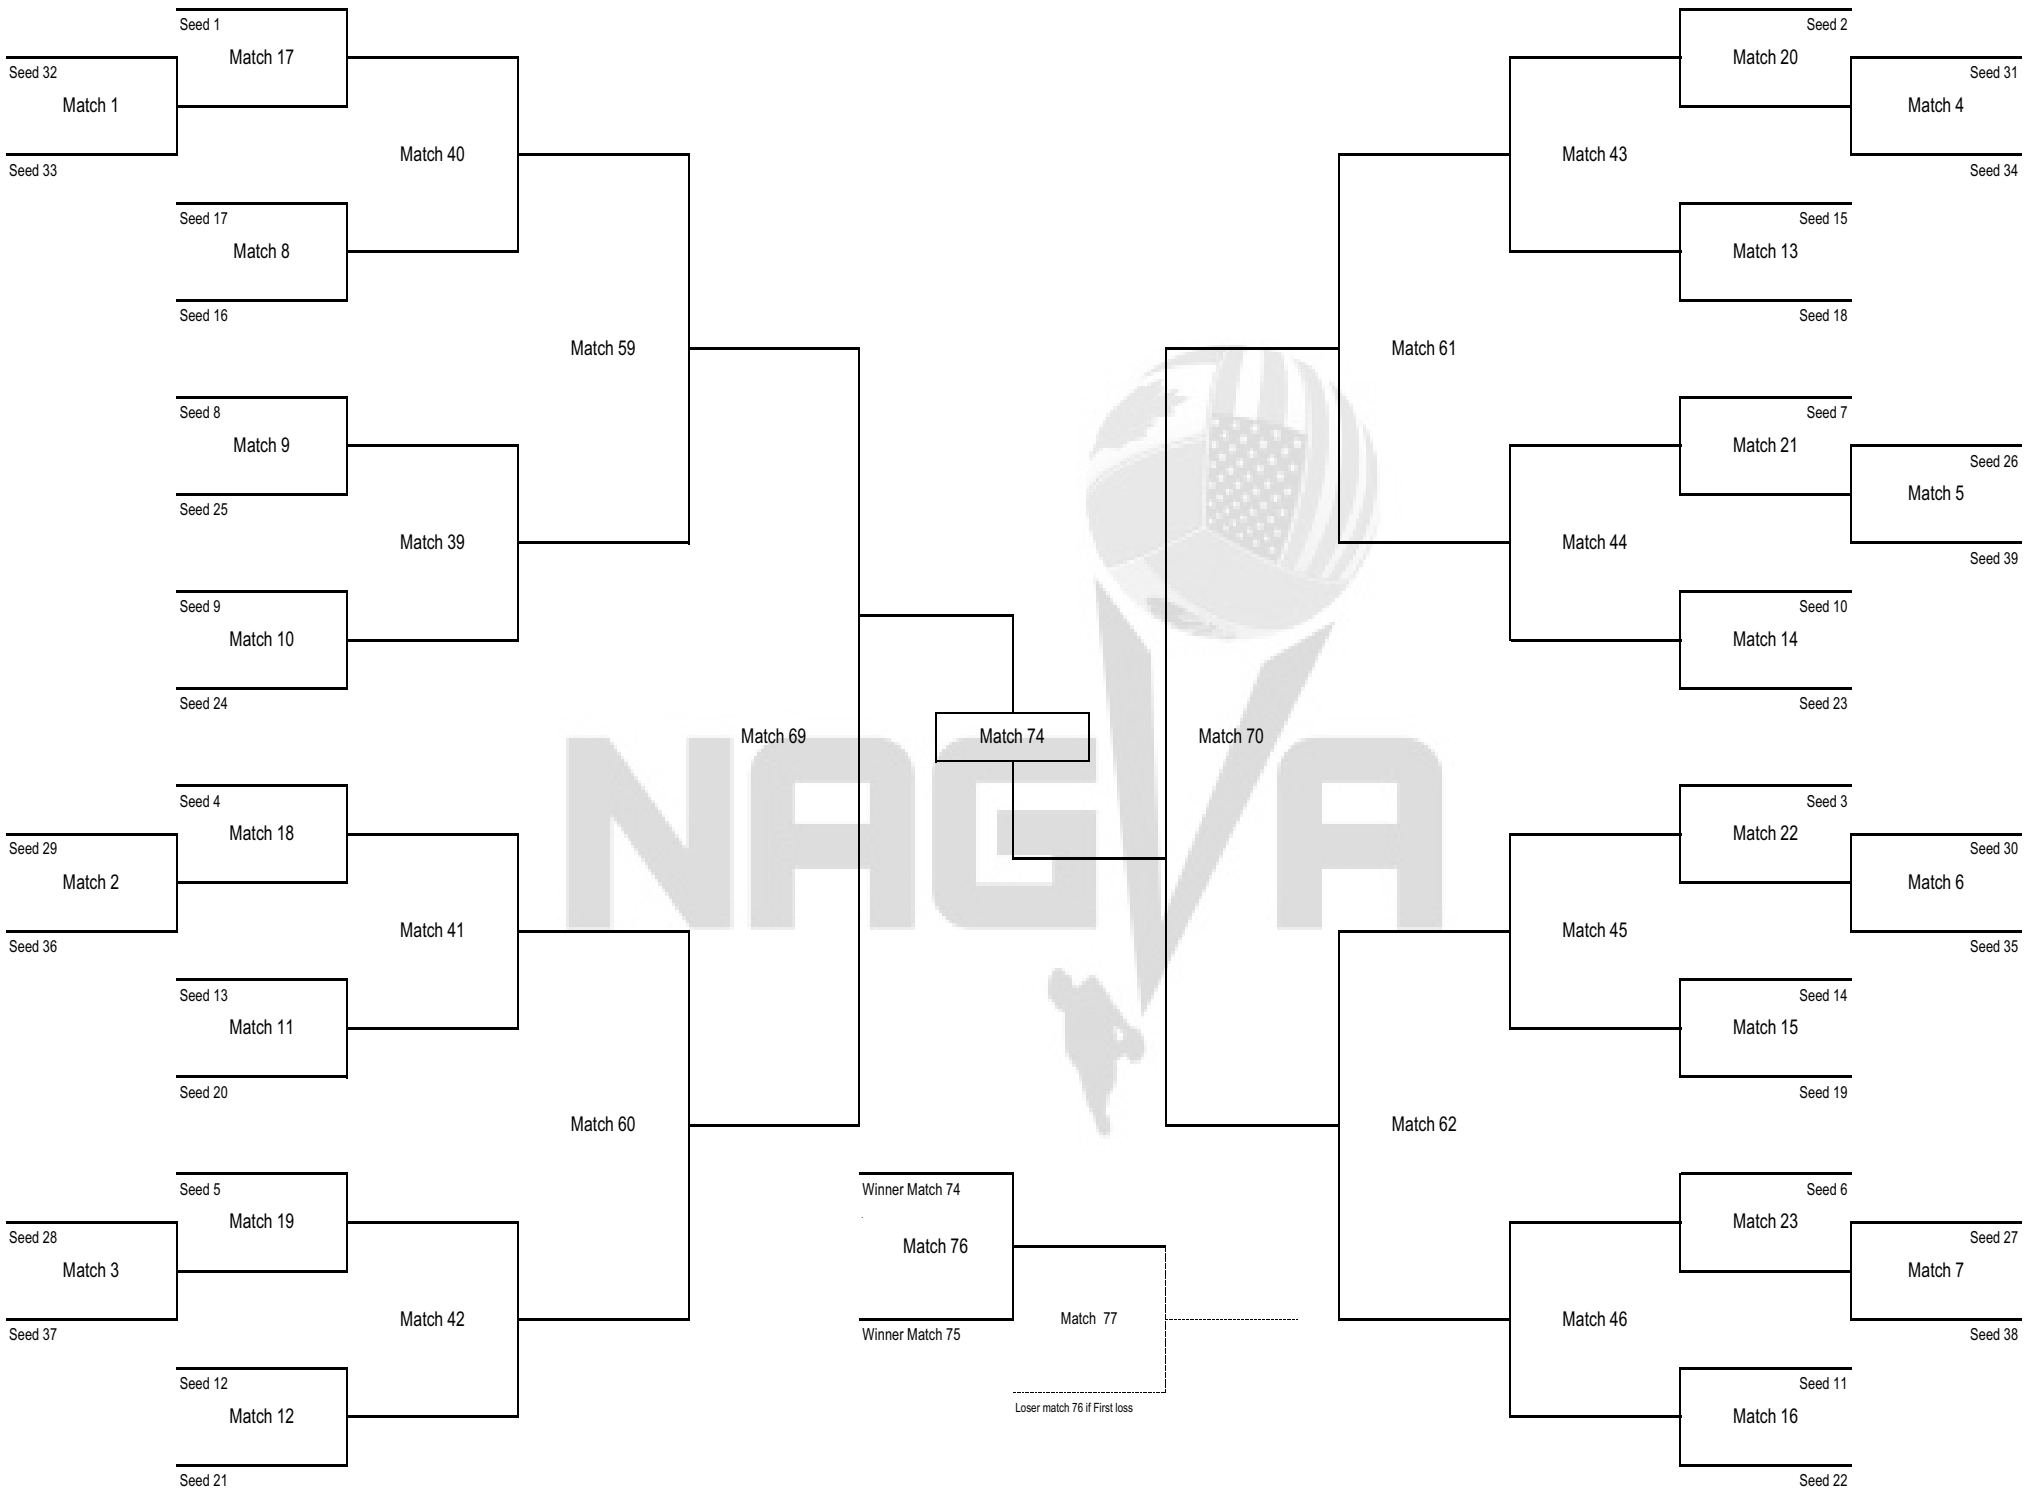 Seed 1
Seed 2
Match 17
Match 20
Seed 32
Seed 31
Match 1
Match 4
Match 40
Match 43
Seed 33
Seed 34
Seed 17
Seed 15
Match 8
Match 13
Seed 16
Seed 18
Match 59
Match 61
Seed 8
Seed 7
Match 9
Match 21
Seed 26
Match 5
Seed 25
Match 39
Match 44
Seed 39
Seed 9
Seed 10
Match 10
Match 14
Seed 24
Seed 23
Match 69
Match 74
Match 70
NAGVA
Seed 4
Seed 3
Match 18
Match 22
Seed 29
Seed 30
Match 2
Match 6
Match 41
Match 45
Seed 36
Seed 35
Seed 13
Seed 14
Match 11
Match 15
Seed 20
Seed 19
Match 60
Match 62
Seed 5
Winner Match 74
Seed 6
Match 19
Match 23
Seed 28
Match 76
Seed 27
Match 3
Match 7
Match 42
Match 77
Match 46
Seed 37
Winner Match 75
Seed 38
Seed 12
Seed 11
Loser match 76 if First loss
Match 12
Match 16
Seed 21
Seed 22